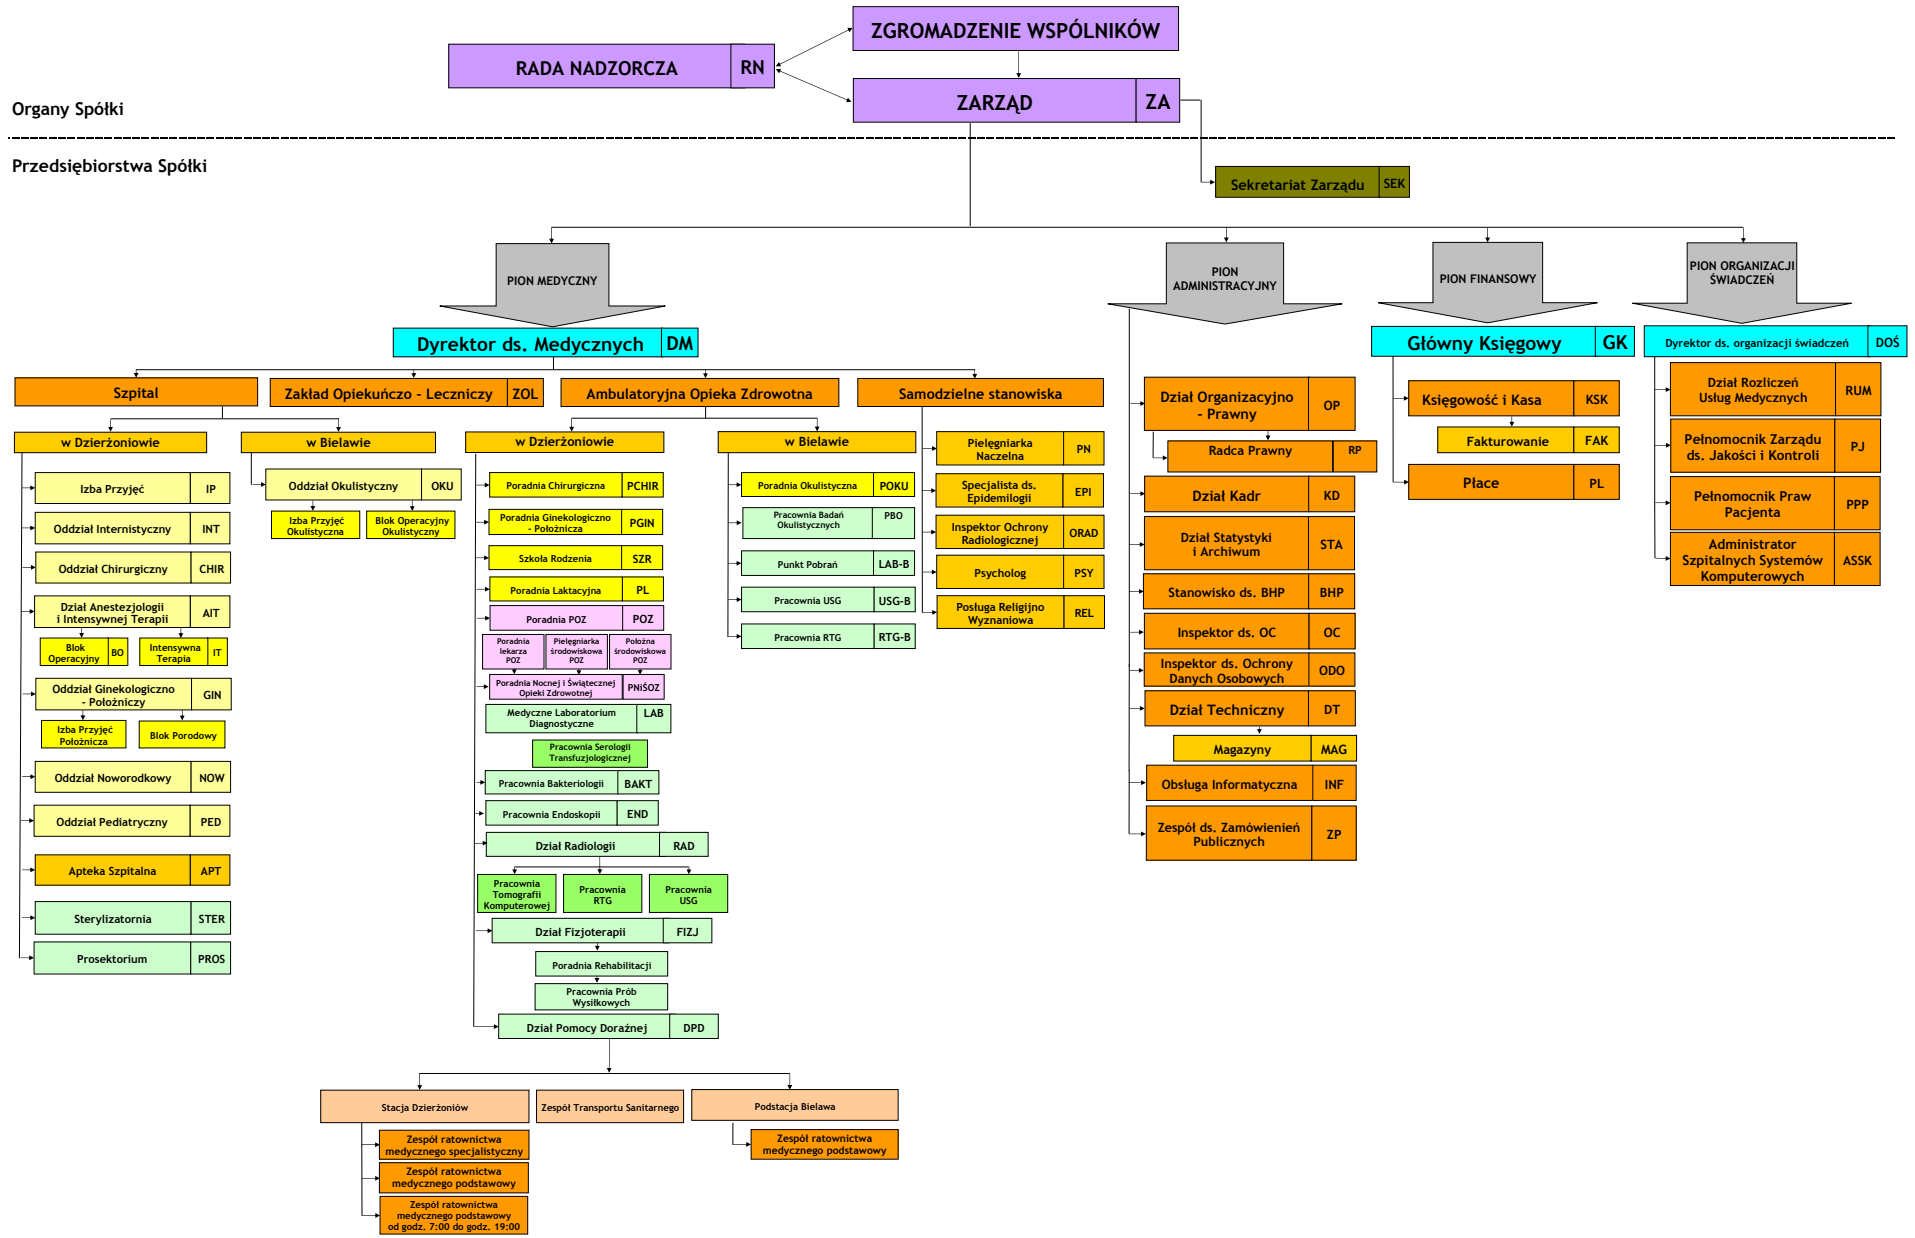 ZGROMADZENIE WSPÓLNIKÓW
RADA NADZORCZA RN
ZARZĄD ZA
Organy Spółki
Przedsiębiorstwa Spółki
Sekretariat Zarządu SEK
PION MEDYCZNY
PION
ADMINISTRACYJNY
PION FINANSOWY
PION ORGANIZACJI
ŚWIADCZEŃ
Dyrektor ds. Medycznych DM
Główny Księgowy GK
Dyrektor ds. organizacji świadczeń DOŚ
Szpital
Zakład Opiekuńczo - Leczniczy ZOL
Ambulatoryjna Opieka Zdrowotna
Samodzielne stanowiska
w Dzierżoniowie
Izba Przyjęć IP
Oddział Internistyczny INT
Oddział Chirurgiczny CHIR
Dział Anestezjologii
i Intensywnej Terapii AIT
Blok
Operacyjny BO
Intensywna
Terapia IT
Oddział Ginekologiczno
- Położniczy GIN
Izba Przyjęć
Położnicza
Blok Porodowy
Oddział Noworodkowy NOW
Oddział Pediatryczny PED
Apteka Szpitalna APT
Sterylizatornia STER
Prosektorium PROS
w Bielawie
Oddział Okulistyczny OKU
Izba Przyjęć
Okulistyczna
Blok Operacyjny
Okulistyczny
w Dzierżoniowie
Poradnia Chirurgiczna PCHIR
Poradnia Ginekologiczno
- Położnicza PGIN
Szkoła Rodzenia SZR
Poradnia Laktacyjna PL
Poradnia POZ POZ
Poradnia
lekarza
POZ
Pielęgniarka
środowiskowa
POZ
Położna
środowiskowa
POZ
Poradnia Nocnej i Świątecznej
Opieki Zdrowotnej PNiŚOZ
Medyczne Laboratorium
Diagnostyczne LAB
Pracownia Serologii
Transfuzjologicznej
Pracownia Bakteriologii BAKT
Pracownia Endoskopii END
Dział Radiologii RAD
Pracownia
Tomografii
Komputerowej
Pracownia
RTG
Pracownia
USG
Dział Fizjoterapii FIZJ
Poradnia Rehabilitacji
Pracownia Prób
Wysiłkowych
Dział Pomocy Doraźnej DPD
Stacja Dzierżoniów
Zespół Transportu Sanitarnego
Podstacja Bielawa
Zespół ratownictwa
medycznego specjalistyczny
Zespół ratownictwa
medycznego podstawowy
Zespół ratownictwa
medycznego podstawowy
od godz. 7:00 do godz. 19:00
Zespół ratownictwa
medycznego podstawowy
w Bielawie
Poradnia Okulistyczna POKU
Pracownia Badań
Okulistycznych PBO
Punkt Pobrań LAB-B
Pracownia USG USG-B
Pracownia RTG RTG-B
Pielęgniarka
Naczelna PN
Specjalista ds.
Epidemilogii EPI
Inspektor Ochrony
Radiologicznej ORAD
Psycholog PSY
Posługa Religijno
Wyznaniowa REL
Dział Organizacyjno
- Prawny OP
Radca Prawny RP
Dział Kadr KD
Dział Statystyki
i Archiwum STA
Stanowisko ds. BHP BHP
Inspektor ds. OC OC
Inspektor ds. Ochrony
Danych Osobowych ODO
Dział Techniczny DT
Magazyny MAG
Obsługa Informatyczna INF
Zespół ds. Zamówienień
Publicznych ZP
Księgowość i Kasa KSK
Fakturowanie FAK
Płace PL
Dział Rozliczeń
Usług Medycznych RUM
Pełnomocnik Zarządu
ds. Jakości i Kontroli PJ
Pełnomocnik Praw
Pacjenta PPP
Administrator
Szpitalnych Systemów
Komputerowych ASSK